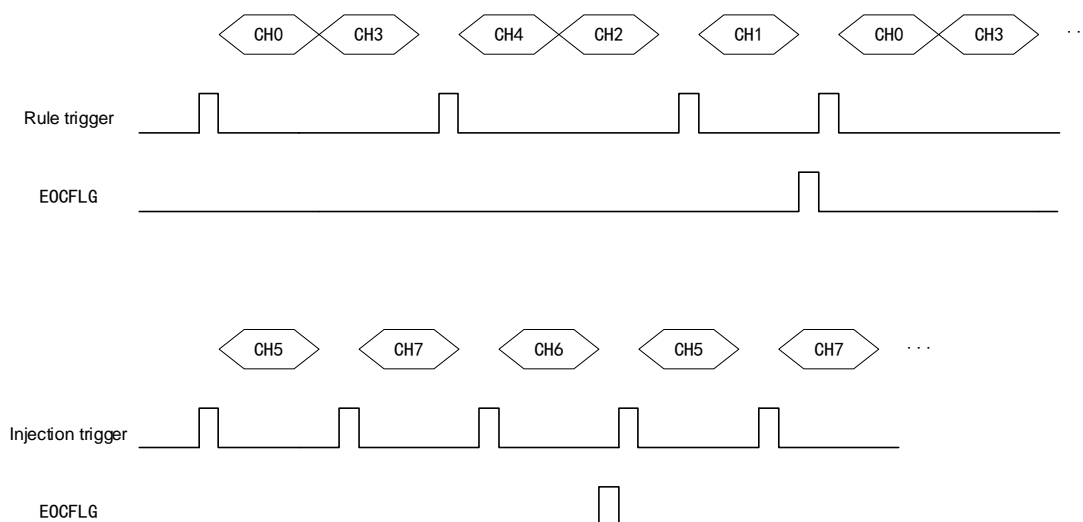 CH0 CH3 CH4 CH2 CH1 CH0 CH3 ··
Rule trigger
EOCFLG
CH5 CH7 CH6 CH5 CH7 ···
Injection trigger
EOCFLG